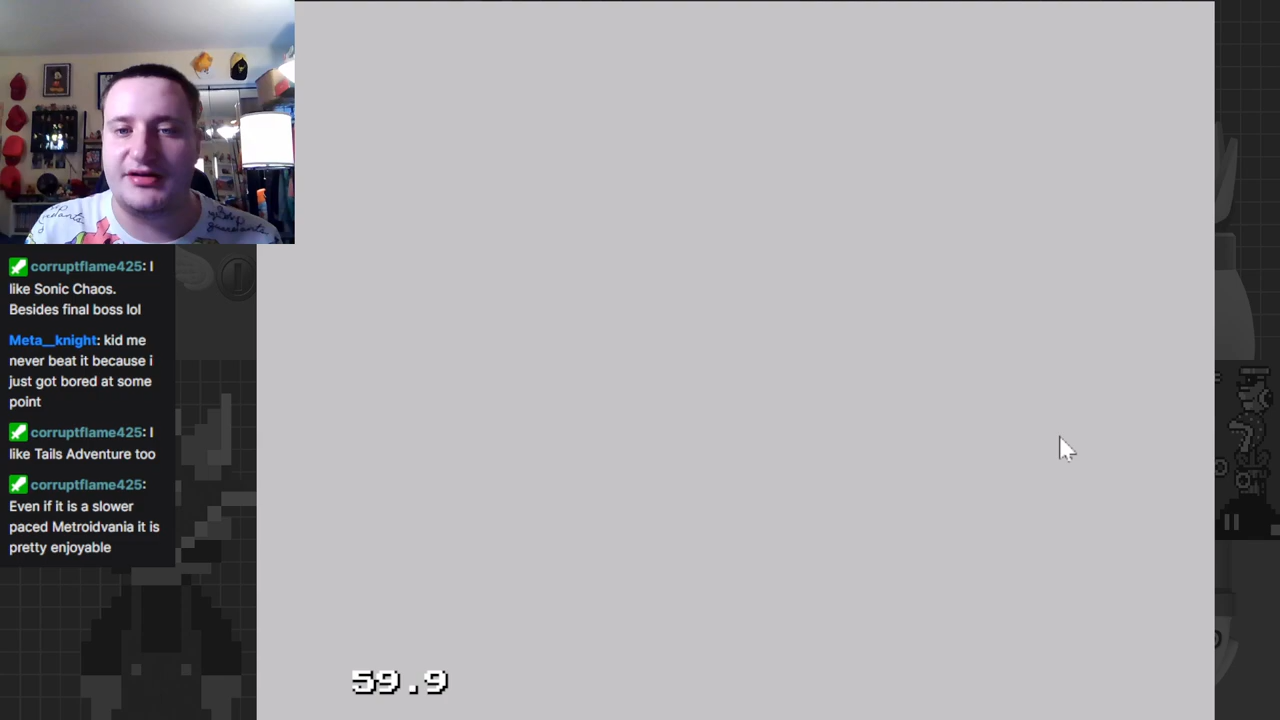 corruptflame425: I
like Sonic Chaos.
Besides final boss lol
Meta__knight: kid me
never beat it because i
just got bored at some
point
corruptflame425: I
like Tails Adventure too
corruptflame425:
Even if it is a slower
paced Metroidvania it is
pretty enjoyable
59.9